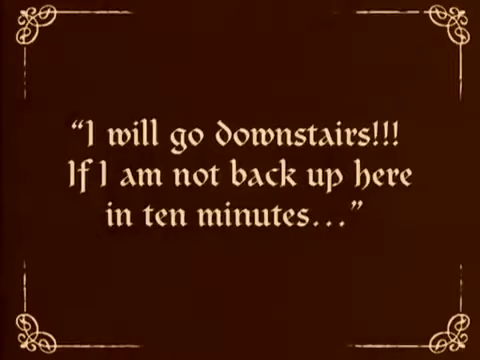 “I will go downstairs!!!
If I am not back up here
in ten minutes...”